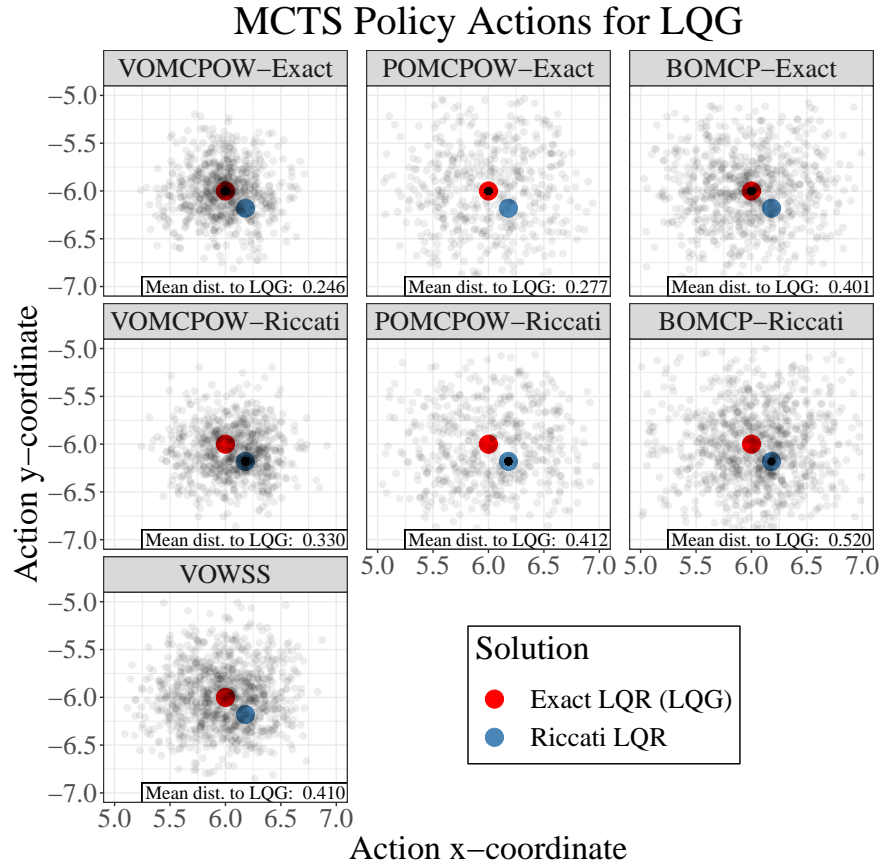 MCTS Policy Actions for LQG
VOMCPOW−Exact
POMCPOW−Exact
BOMCP−Exact
−5.0
−5.5
−6.0
−6.5
−7.0
Mean dist. to LQG: 0.246
Mean dist. to LQG: 0.277
Mean dist. to LQG: 0.401
VOMCPOW−Riccati
POMCPOW−Riccati
BOMCP−Riccati
−5.0
−5.5
−6.0
−6.5
−7.0
Mean dist. to LQG: 0.330
Mean dist. to LQG: 0.412
Mean dist. to LQG: 0.520
5.0 5.5 6.0 6.5 7.0
5.0 5.5 6.0 6.5 7.0
VOWSS
−5.0
−5.5
−6.0
−6.5
−7.0
Mean dist. to LQG: 0.410
5.0 5.5 6.0 6.5 7.0
Action y−coordinate
Action x−coordinate
Solution
Exact LQR (LQG)
Riccati LQR